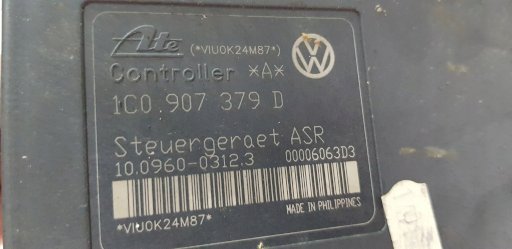 Ate (*VIU0K24M87*)
Controller *A*
1C0 907 379 D
Steuergeraet ASR
10.0960-0312.3 00006063D3
MADE IN PHILIPPINES
*VIU0K24M87*